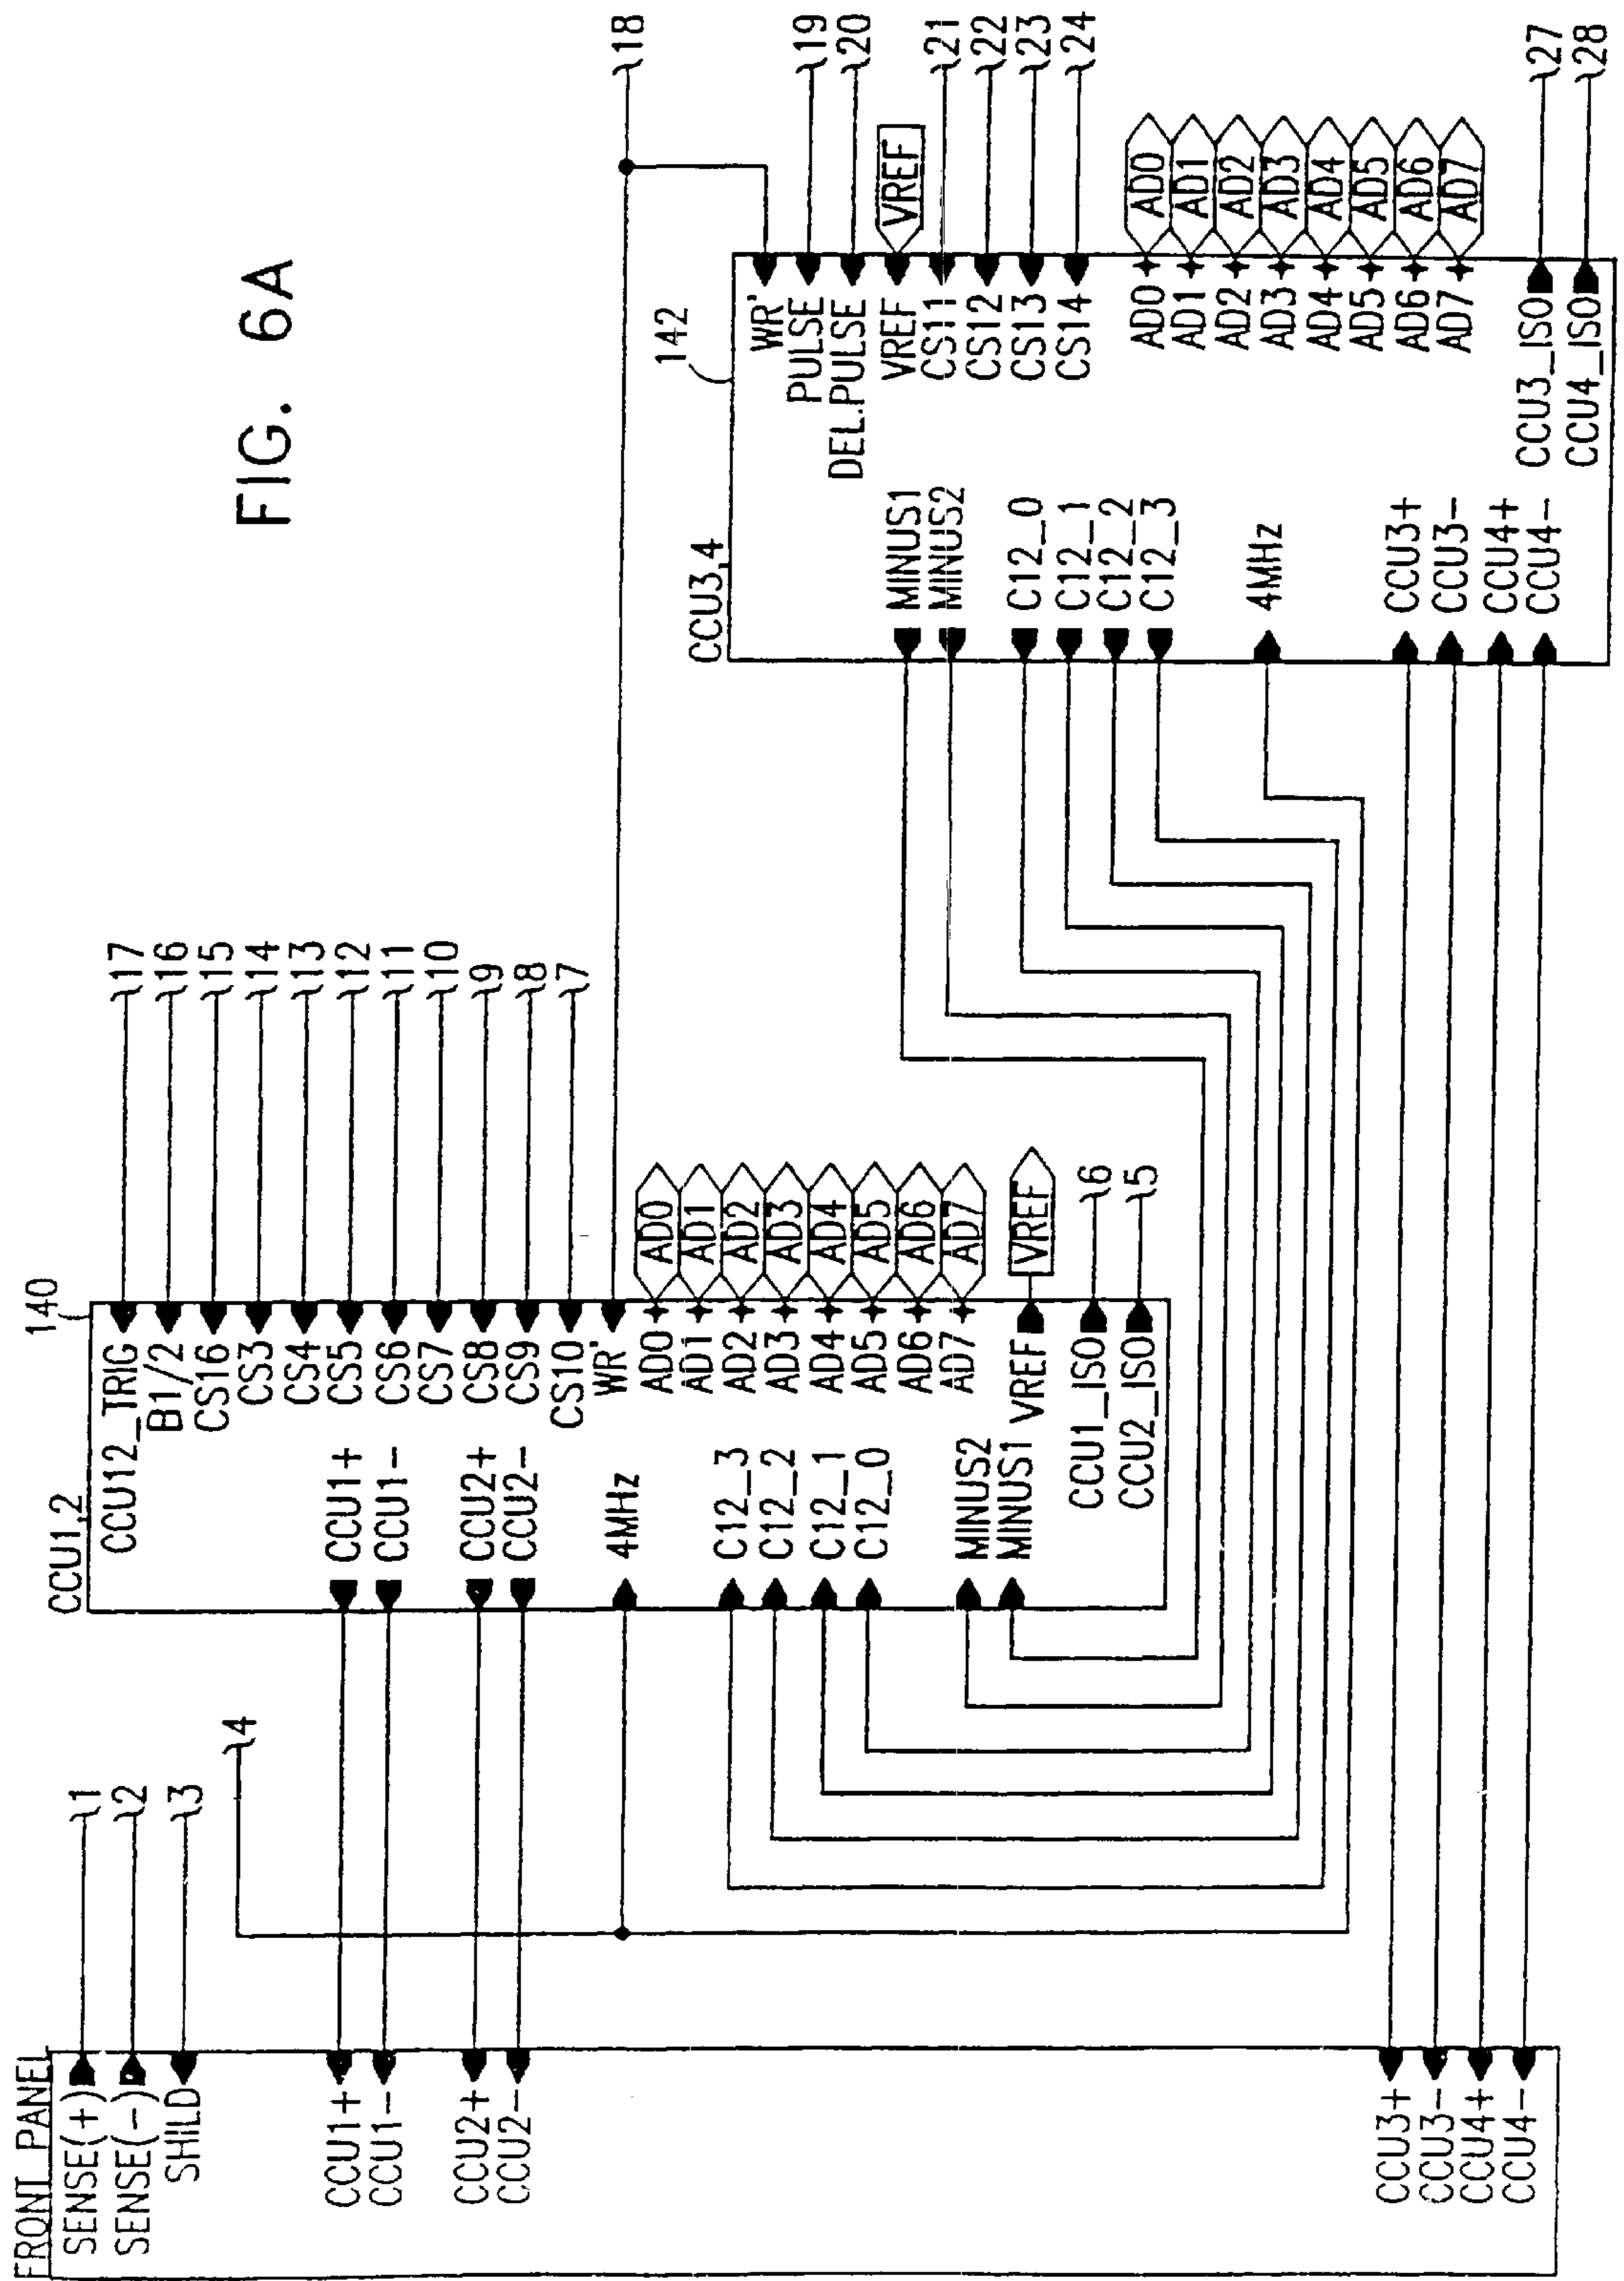 FIG. 6A
FRONT PANEL
SENSE(+)
SENSE(-)
SHILD
CCU1+
CCU1-
CCU2+
CCU2-
CCU3+
CCU3-
CCU4+
CCU4-
1
2
3
4
CCU1,2
140
CCU12_TRIG
B1/2
CS16
CS3
CS4
CS5
CS6
CS7
CS8
CS9
CS10
WR'
17
16
15
14
13
12
11
10
9
8
7
CCU1+
CCU1-
CCU2+
CCU2-
4MHz
C12_3
C12_2
C12_1
C12_0
MINUS2
MINUS1
AD0 AD0
AD1 AD1
AD2 AD2
AD3 AD3
AD4 AD4
AD5 AD5
AD6 AD6
AD7 AD7
VREF VREF
CCU1_ISO 6
CCU2_ISO 5
CCU3,4
142
WR' 18
PULSE 19
DEL.PULSE 20
VREF VREF
CS11 21
CS12 22
CS13 23
CS14 24
MINUS1
MINUS2
C12_0
C12_1
C12_2
C12_3
4MHz
CCU3+
CCU3-
CCU4+
CCU4-
AD0 AD0
AD1 AD1
AD2 AD2
AD3 AD3
AD4 AD4
AD5 AD5
AD6 AD6
AD7 AD7
CCU3_ISO 27
CCU4_ISO 28